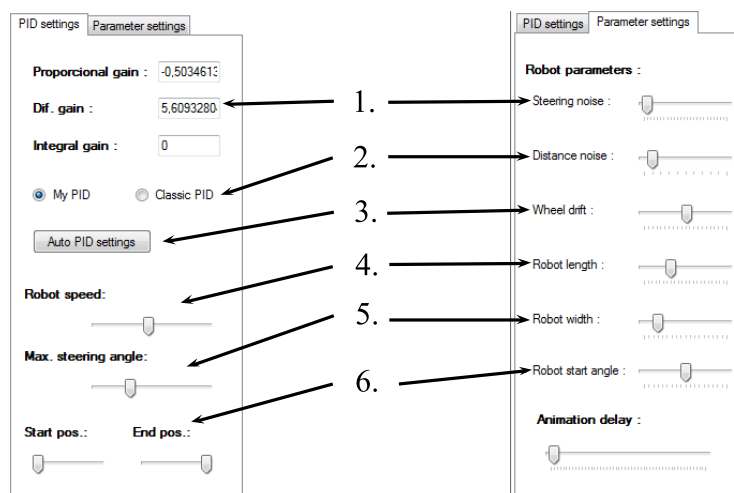 PID settings
Parameter settings
Proporcional gain :
-0,5034613
Dif. gain :
5,6093280
Integral gain :
0
My PID
Classic PID
Auto PID settings
Robot speed:
Max. steering angle:
Start pos.:
End pos.:
1.
2.
3.
4.
5.
6.
PID settings
Parameter settings
Robot parameters :
Steering noise :
Distance noise :
Wheel drift :
Robot length :
Robot width :
Robot start angle :
Animation delay :